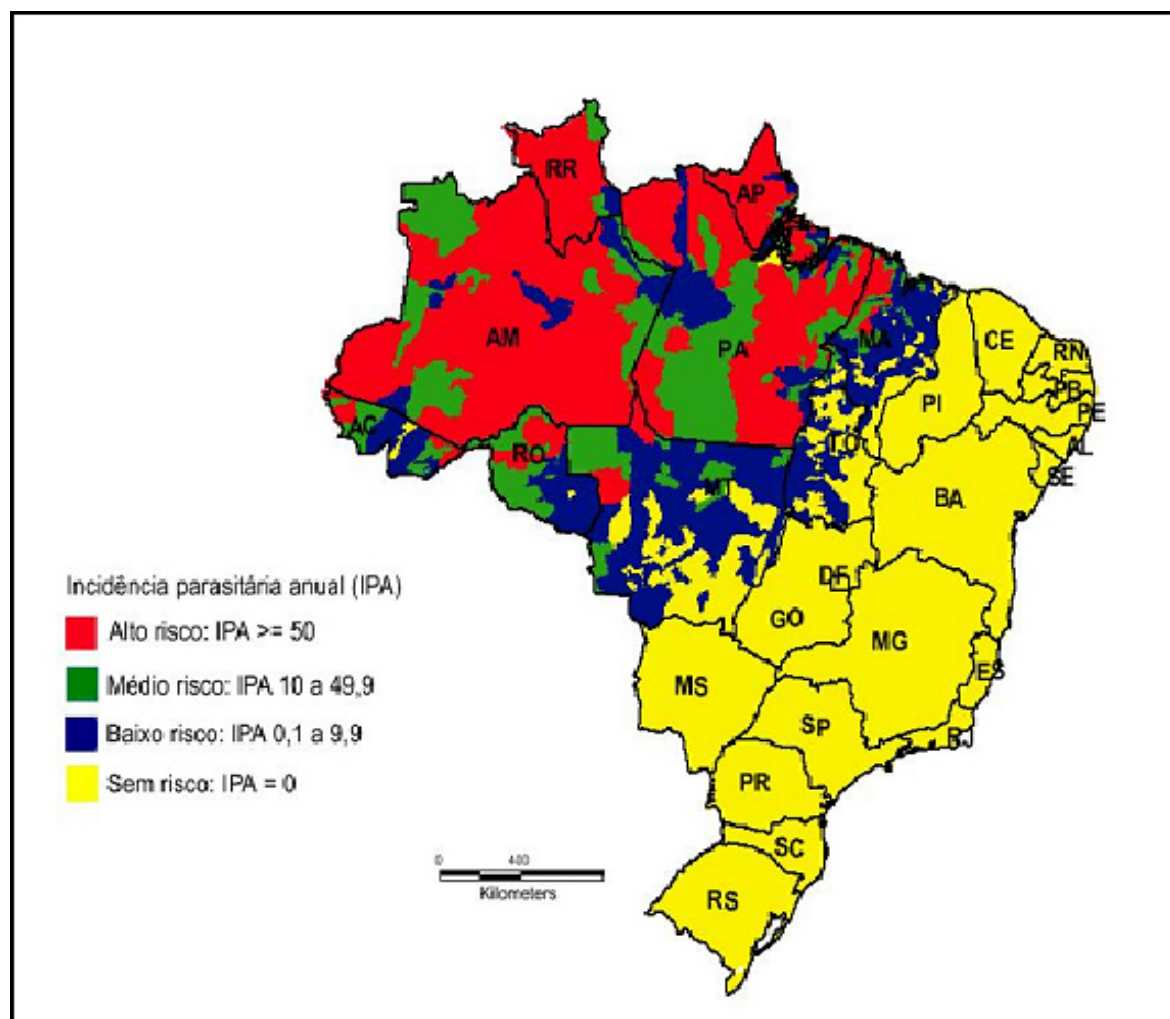 RR
AP
AM
PA
MA
CE
RN
PB
PE
AL
SE
PI
AC
RO
TO
MT
BA
Incidência parasitária anual (IPA)
Alto risco: IPA >= 50
Médio risco: IPA 10 a 49,9
Baixo risco: IPA 0,1 a 9,9
Sem risco: IPA = 0
DF
GO
MG
ES
MS
SP
RJ
PR
SC
RS
0 400
Kilometers